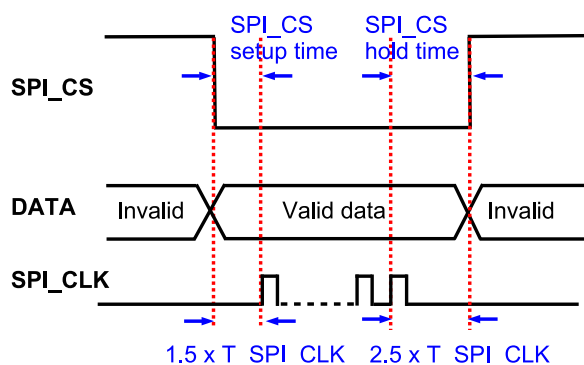 SPI_CS SPI_CS
setup time hold time
SPI_CS
DATA Invalid Valid data Invalid
SPI_CLK
1.5 x T SPI CLK 2.5 x T SPI CLK